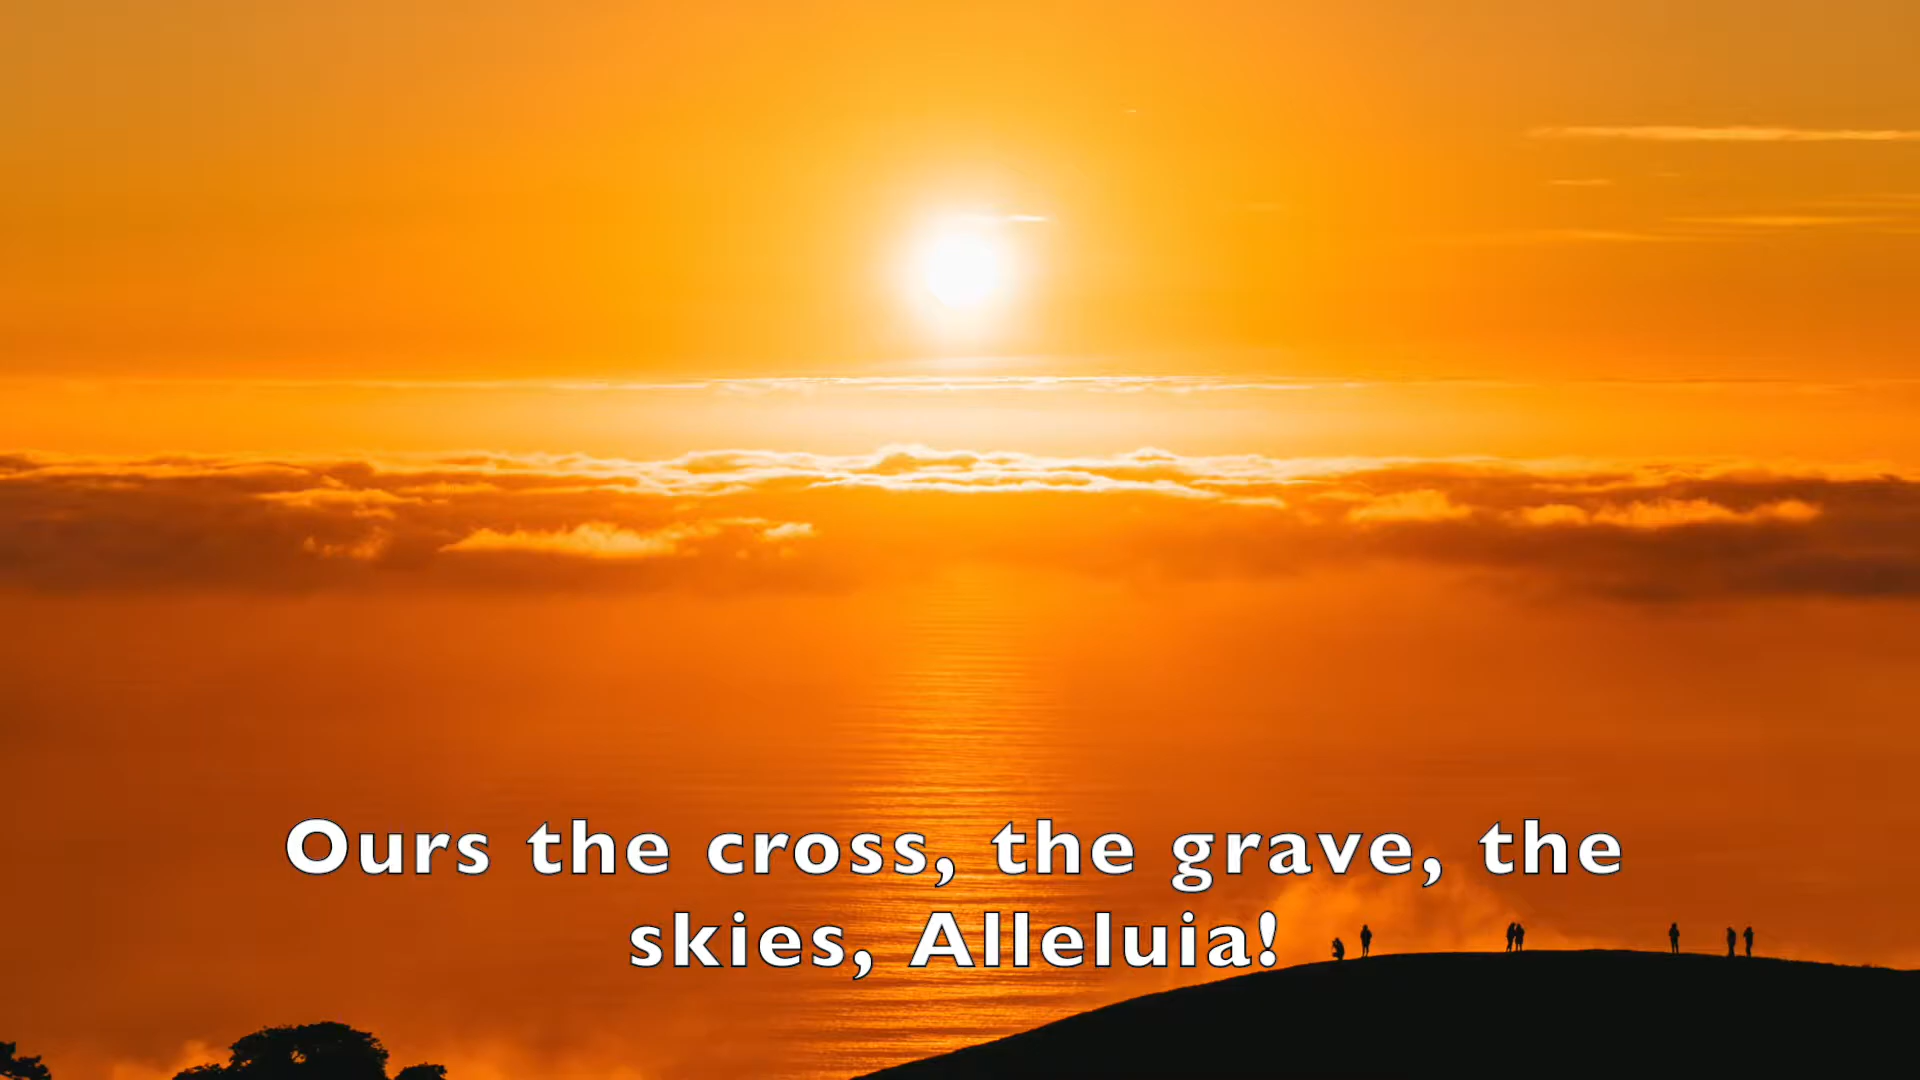 Ours the cross, the grave, the
skies, Alleluia!